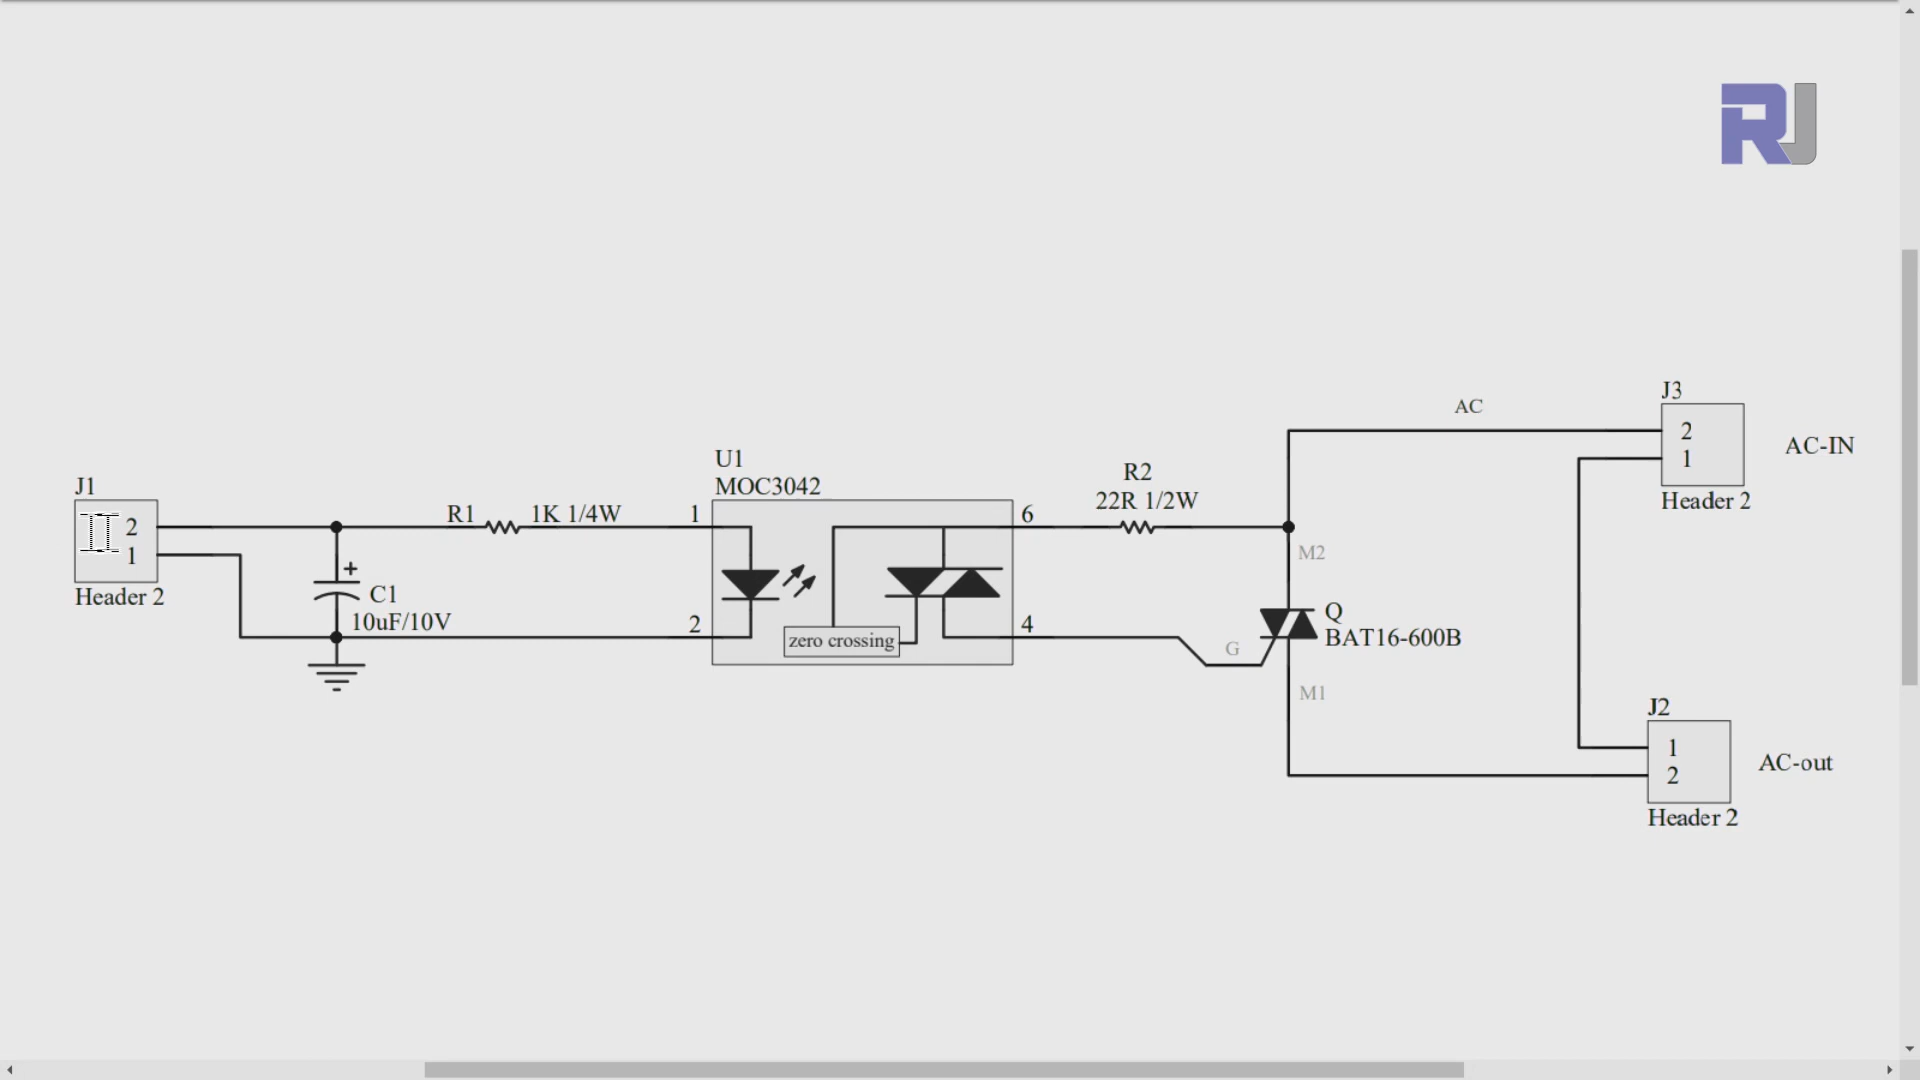 RJ
J3
AC
2
AC-IN
1
Header 2
U1
MOC3042
R2
22R 1/2W
J1
2
1
Header 2
R1
1K 1/4W
1
6
M2
+
C1
10uF/10V
2
zero crossing
4
G
Q
BAT16-600B
M1
J2
1
2
AC-out
Header 2